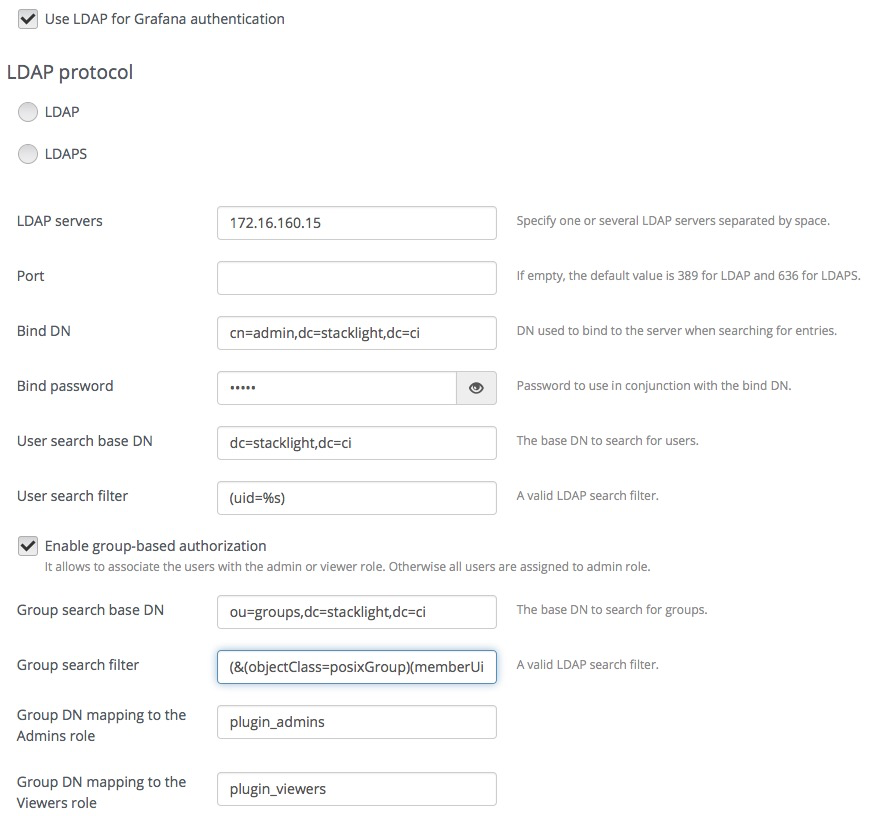 Use LDAP for Grafana authentication
LDAP protocol
LDAP
LDAPS
LDAP servers 172.16.160.15 Specify one or several LDAP servers separated by space.
Port If empty, the default value is 389 for LDAP and 636 for LDAPS.
Bind DN cn=admin,dc=stacklight,dc=ci DN used to bind to the server when searching for entries.
Bind password ••••• Password to use in conjunction with the bind DN.
User search base DN dc=stacklight,dc=ci The base DN to search for users.
User search filter (uid=%s) A valid LDAP search filter.
Enable group-based authorization
It allows to associate the users with the admin or viewer role. Otherwise all users are assigned to admin role.
Group search base DN ou=groups,dc=stacklight,dc=ci The base DN to search for groups.
Group search filter (&(objectClass=posixGroup)(memberUi A valid LDAP search filter.
Group DN mapping to the
Admins role
plugin_admins
Group DN mapping to the
Viewers role
plugin_viewers